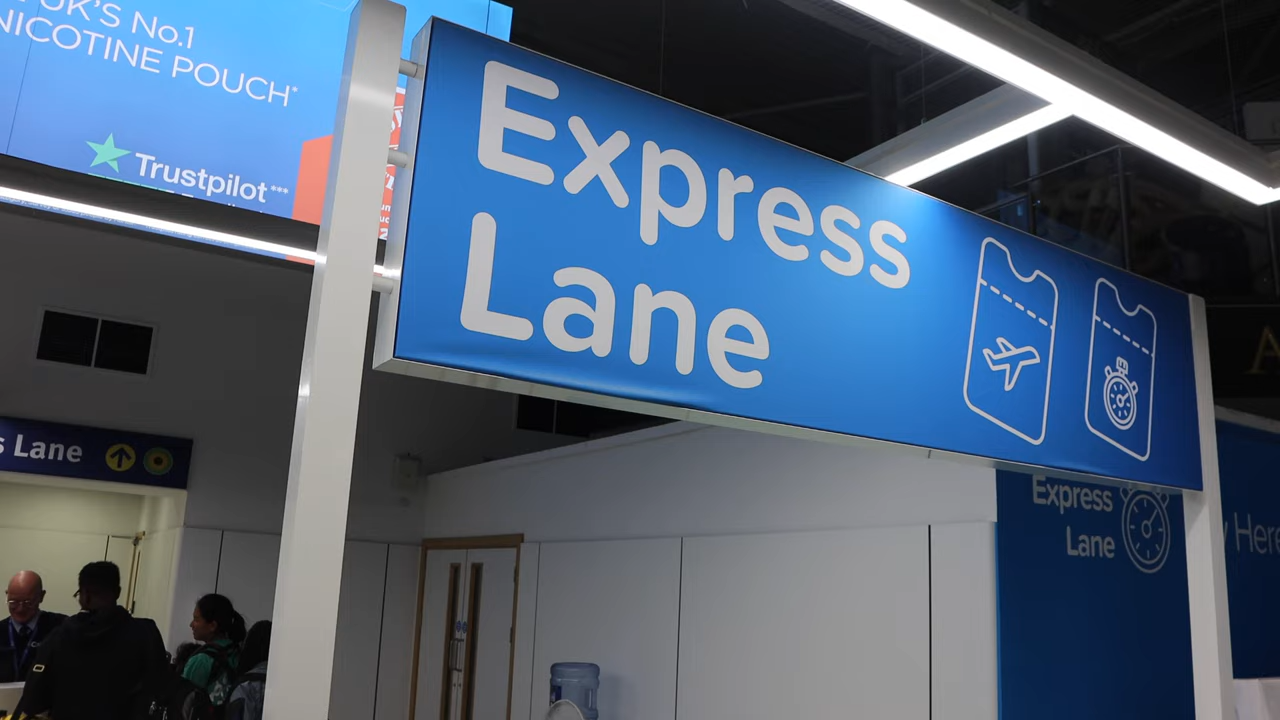 UK'S No.1
NICOTINE POUCH*
Trustpilot***
Express
Lane
s Lane
Express
Lane
Here